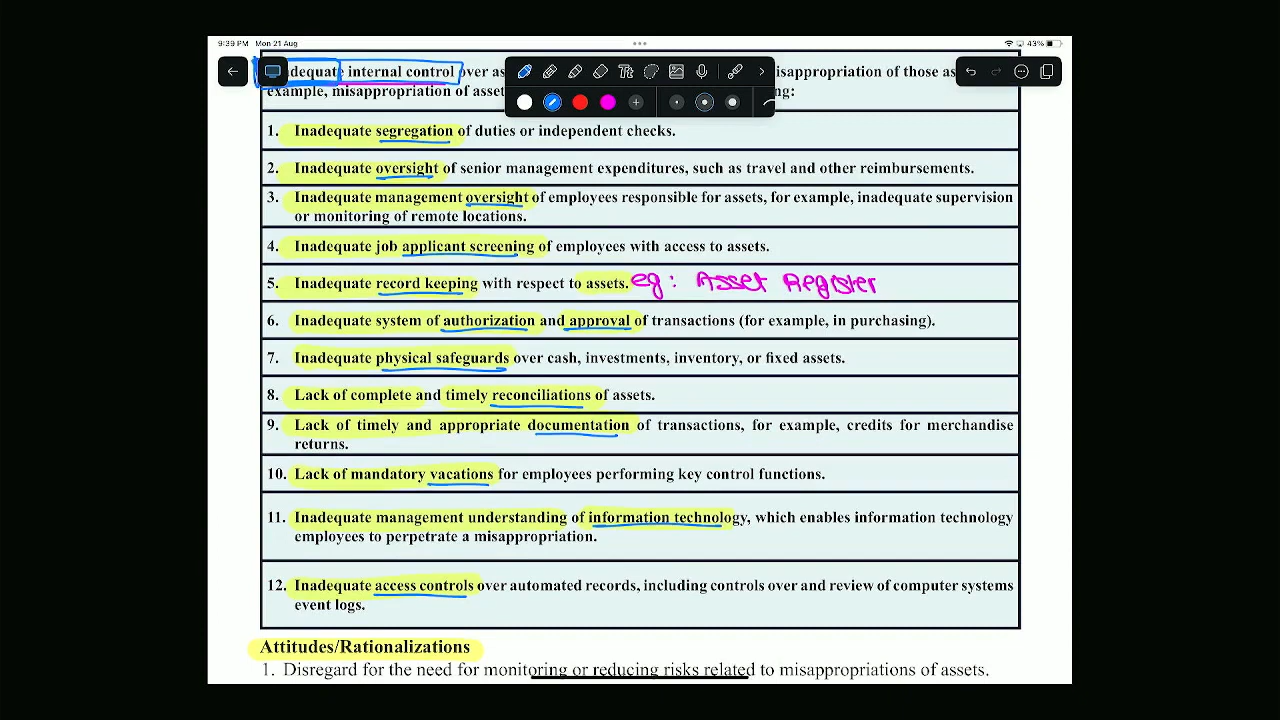 9:39 PM Mon 21 Aug
43%
dequate internal control over as isappropriation of those as
example, misappropriation of asset ng:
1. Inadequate segregation of duties or independent checks.
2. Inadequate oversight of senior management expenditures, such as travel and other reimbursements.
3. Inadequate management oversight of employees responsible for assets, for example, inadequate supervision
or monitoring of remote locations.
4. Inadequate job applicant screening of employees with access to assets.
5. Inadequate record keeping with respect to assets. eg: Asset Register
6. Inadequate system of authorization and approval of transactions (for example, in purchasing).
7. Inadequate physical safeguards over cash, investments, inventory, or fixed assets.
8. Lack of complete and timely reconciliations of assets.
9. Lack of timely and appropriate documentation of transactions, for example, credits for merchandise
returns.
10. Lack of mandatory vacations for employees performing key control functions.
11. Inadequate management understanding of information technology, which enables information technology
employees to perpetrate a misappropriation.
12. Inadequate access controls over automated records, including controls over and review of computer systems
event logs.
Attitudes/Rationalizations
1. Disregard for the need for monitoring or reducing risks related to misappropriations of assets.